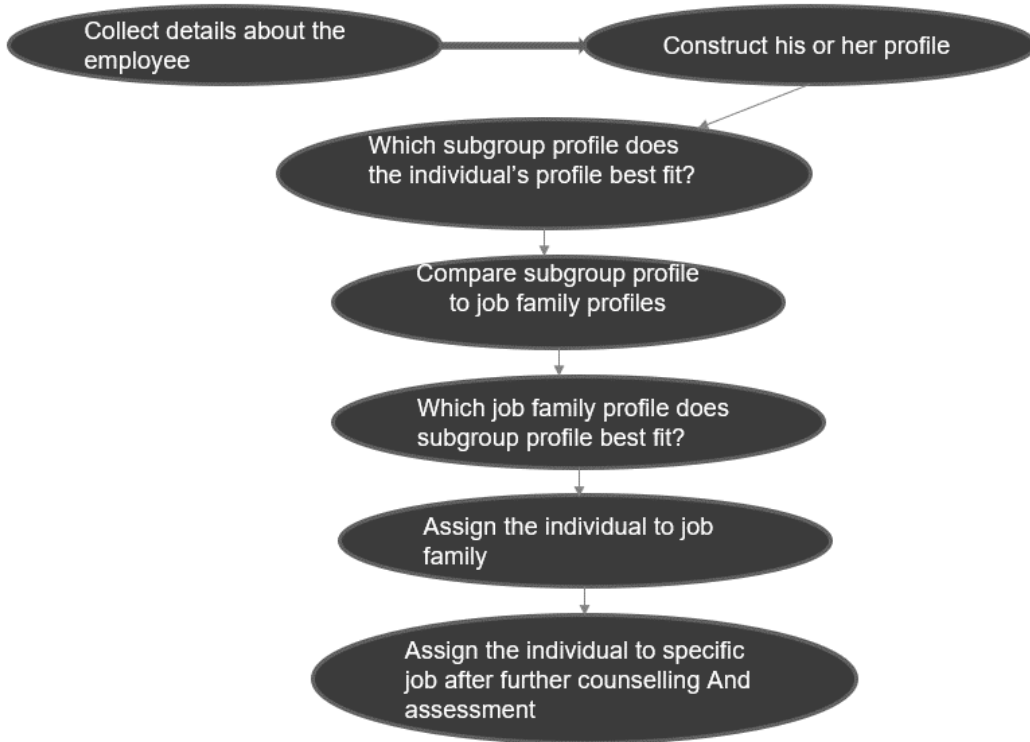 Collect details about the
employee
Construct his or her profile
Which subgroup profile does
the individual’s profile best fit?
Compare subgroup profile
to job family profiles
Which job family profile does
subgroup profile best fit?
Assign the individual to job
family
Assign the individual to specific
job after further counselling And
assessment